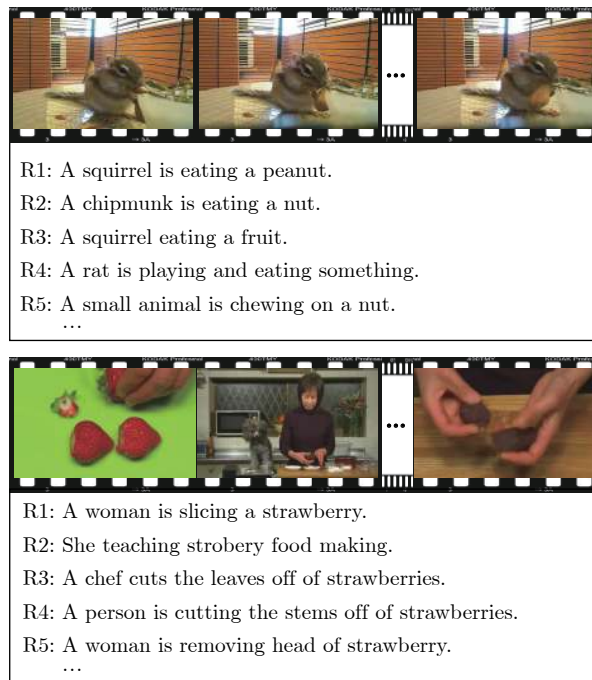 R1: A squirrel is eating a peanut.
R2: A chipmunk is eating a nut.
R3: A squirrel eating a fruit.
R4: A rat is playing and eating something.
R5: A small animal is chewing on a nut.
...
R1: A woman is slicing a strawberry.
R2: She teaching strobery food making.
R3: A chef cuts the leaves off of strawberries.
R4: A person is cutting the stems off of strawberries.
R5: A woman is removing head of strawberry.
...